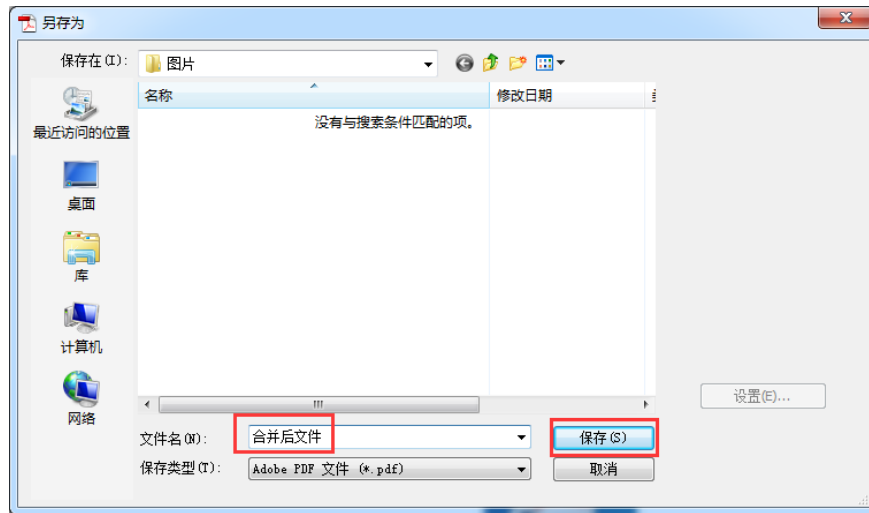 另存为
保存在(I):
图片
名称
修改日期
没有与搜索条件匹配的项。
最近访问的位置
桌面
库
计算机
网络
设置(E)...
文件名(N):
合并后文件
保存(S)
保存类型(T):
Adobe PDF 文件 (*.pdf)
取消